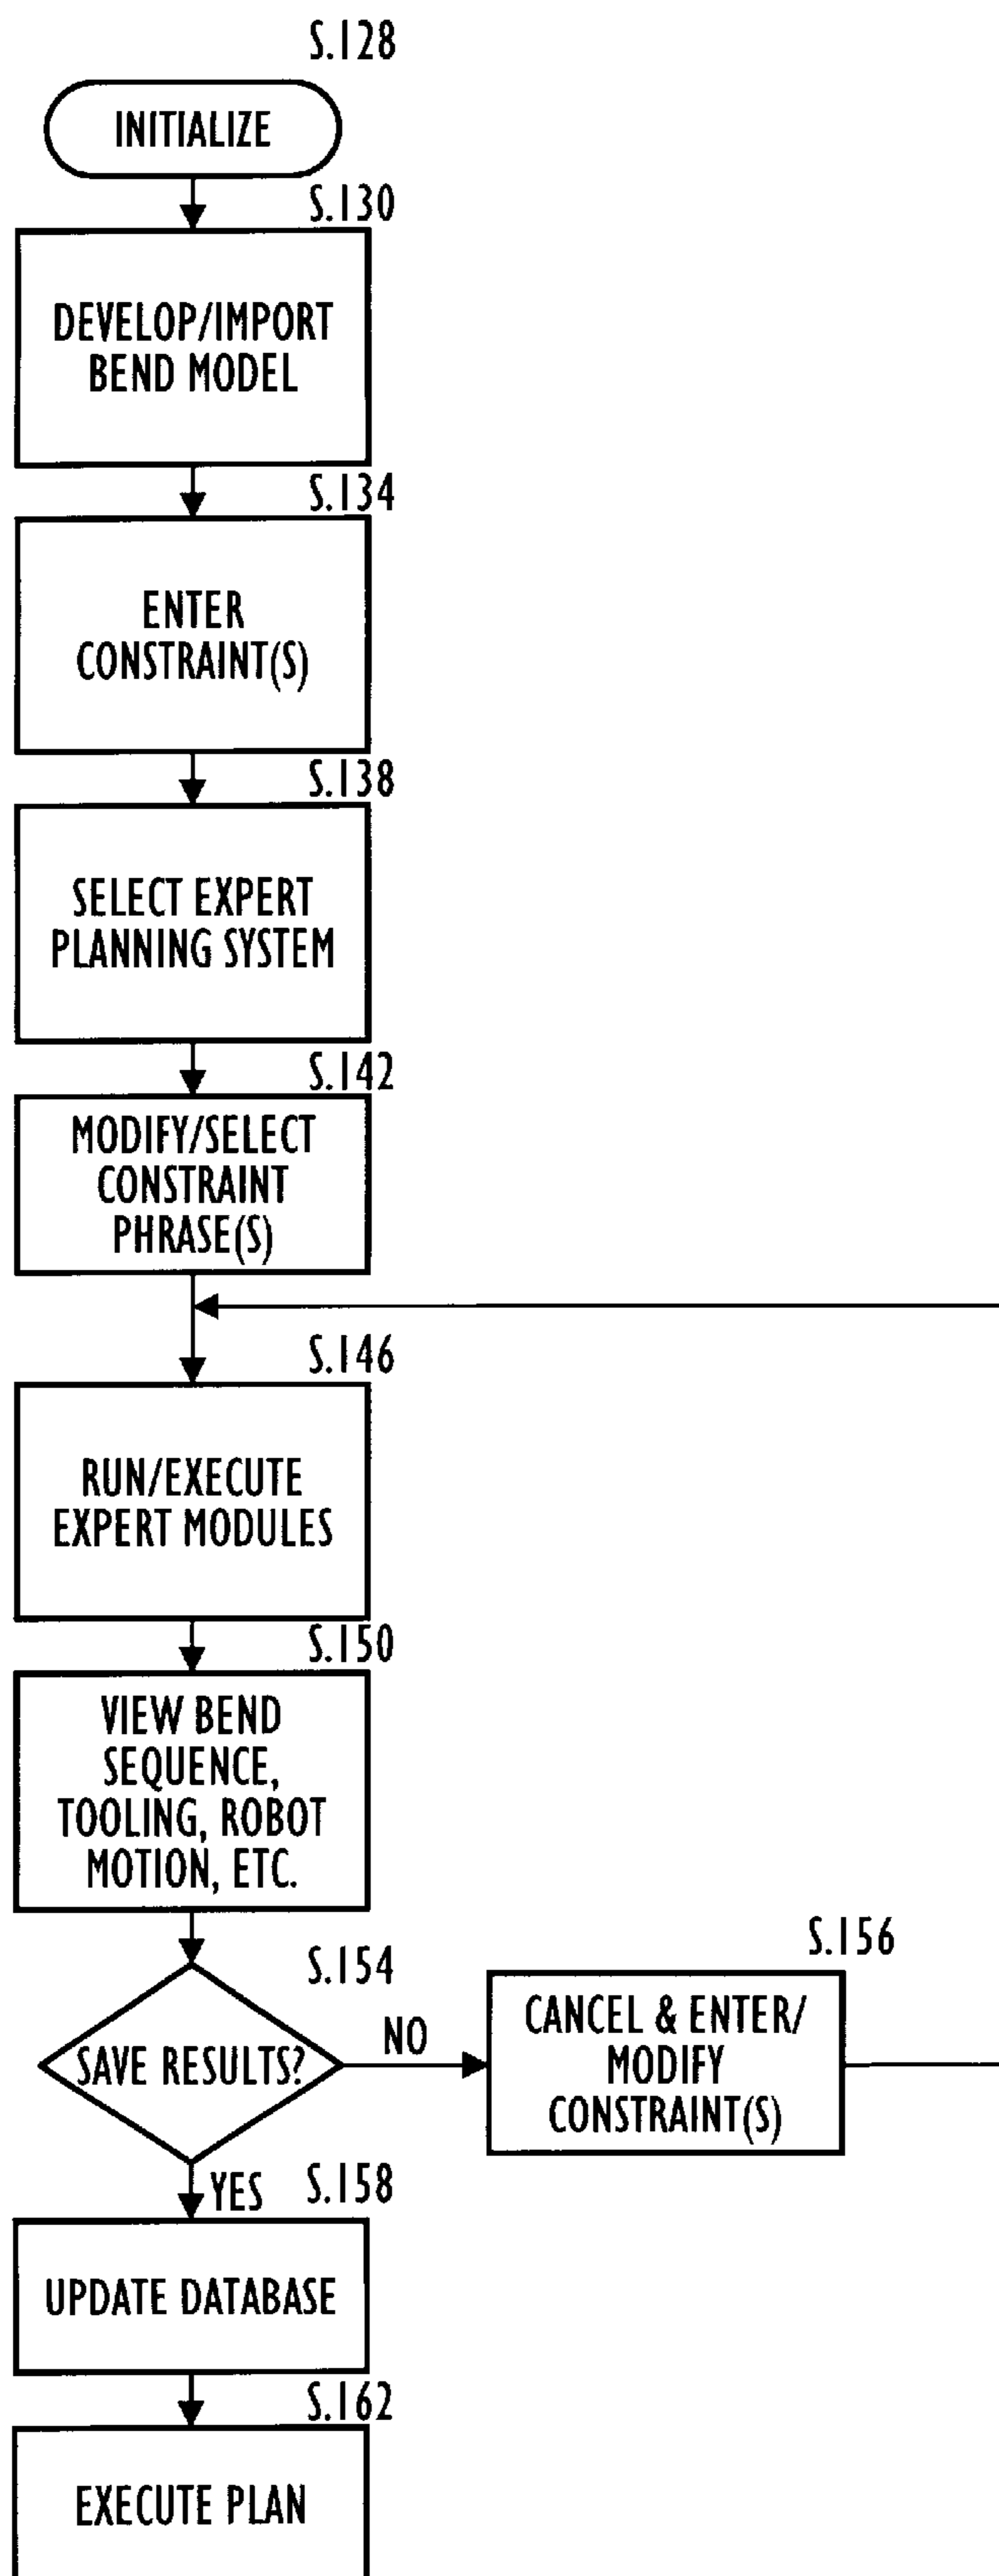 S.128
INITIALIZE
S.130
DEVELOP/IMPORT
BEND MODEL
S.134
ENTER
CONSTRAINT(S)
S.138
SELECT EXPERT
PLANNING SYSTEM
S.142
MODIFY/SELECT
CONSTRAINT
PHRASE(S)
S.146
RUN/EXECUTE
EXPERT MODULES
S.150
VIEW BEND
SEQUENCE,
TOOLING, ROBOT
MOTION, ETC.
S.154
SAVE RESULTS?
NO
S.156
CANCEL & ENTER/
MODIFY
CONSTRAINT(S)
YES
S.158
UPDATE DATABASE
S.162
EXECUTE PLAN